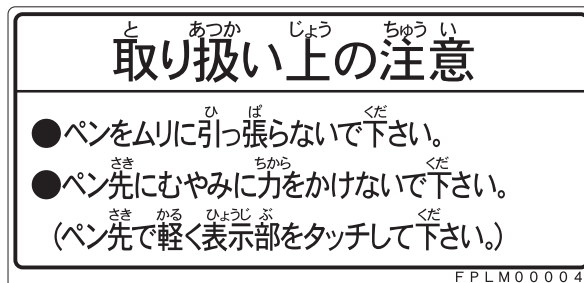 取り扱い上の注意
●ペンをムリに引っ張らないで下さい。
●ペン先にむやみに力をかけないで下さい。
(ペン先で軽く表示部をタッチして下さい。)
FPLM00004